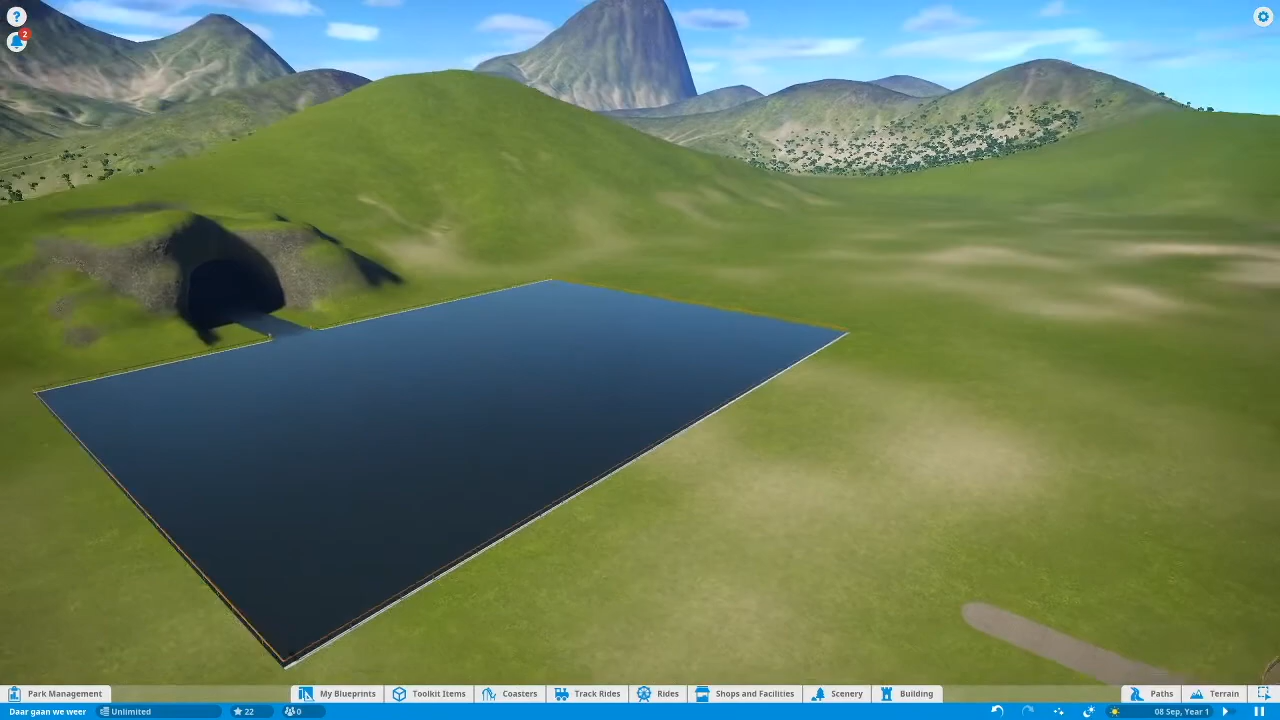 ?
2
Park Management
My Blueprints
Toolkit Items
Coasters
Track Rides
Rides
Shops and Facilities
Scenery
Building
Paths
Terrain
Daar gaan we weer
Unlimited
22
0
08 Sep, Year 1